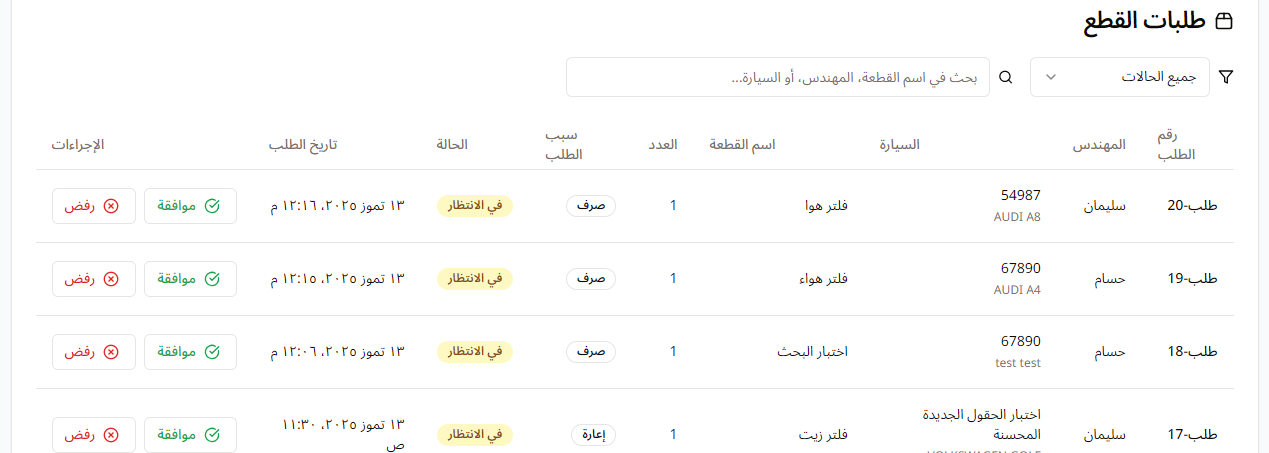 طلبات القطع
جميع الحالات
بحث في اسم القطعة، المهندس، أو السيارة...
رقم الطلب
المهندس
السيارة
اسم القطعة
العدد
سبب الطلب
الحالة
تاريخ الطلب
الإجراءات
طلب-20
سليمان
54987
AUDI A8
فلتر هوا
1
صرف
في الانتظار
١٣ تموز ٢٠٢٥، ١٢:١٦ م
موافقة
رفض
طلب-19
حسام
67890
AUDI A4
فلتر هواء
1
صرف
في الانتظار
١٣ تموز ٢٠٢٥، ١٢:١٥ م
موافقة
رفض
طلب-18
حسام
67890
test test
اختبار البحث
1
صرف
في الانتظار
١٣ تموز ٢٠٢٥، ١٢:٠٦ م
موافقة
رفض
طلب-17
سليمان
اختبار الحقول الجديدة
المحسنة
فلتر زيت
1
إعارة
في الانتظار
١٣ تموز ٢٠٢٥، ١١:٣٠
ص
موافقة
رفض